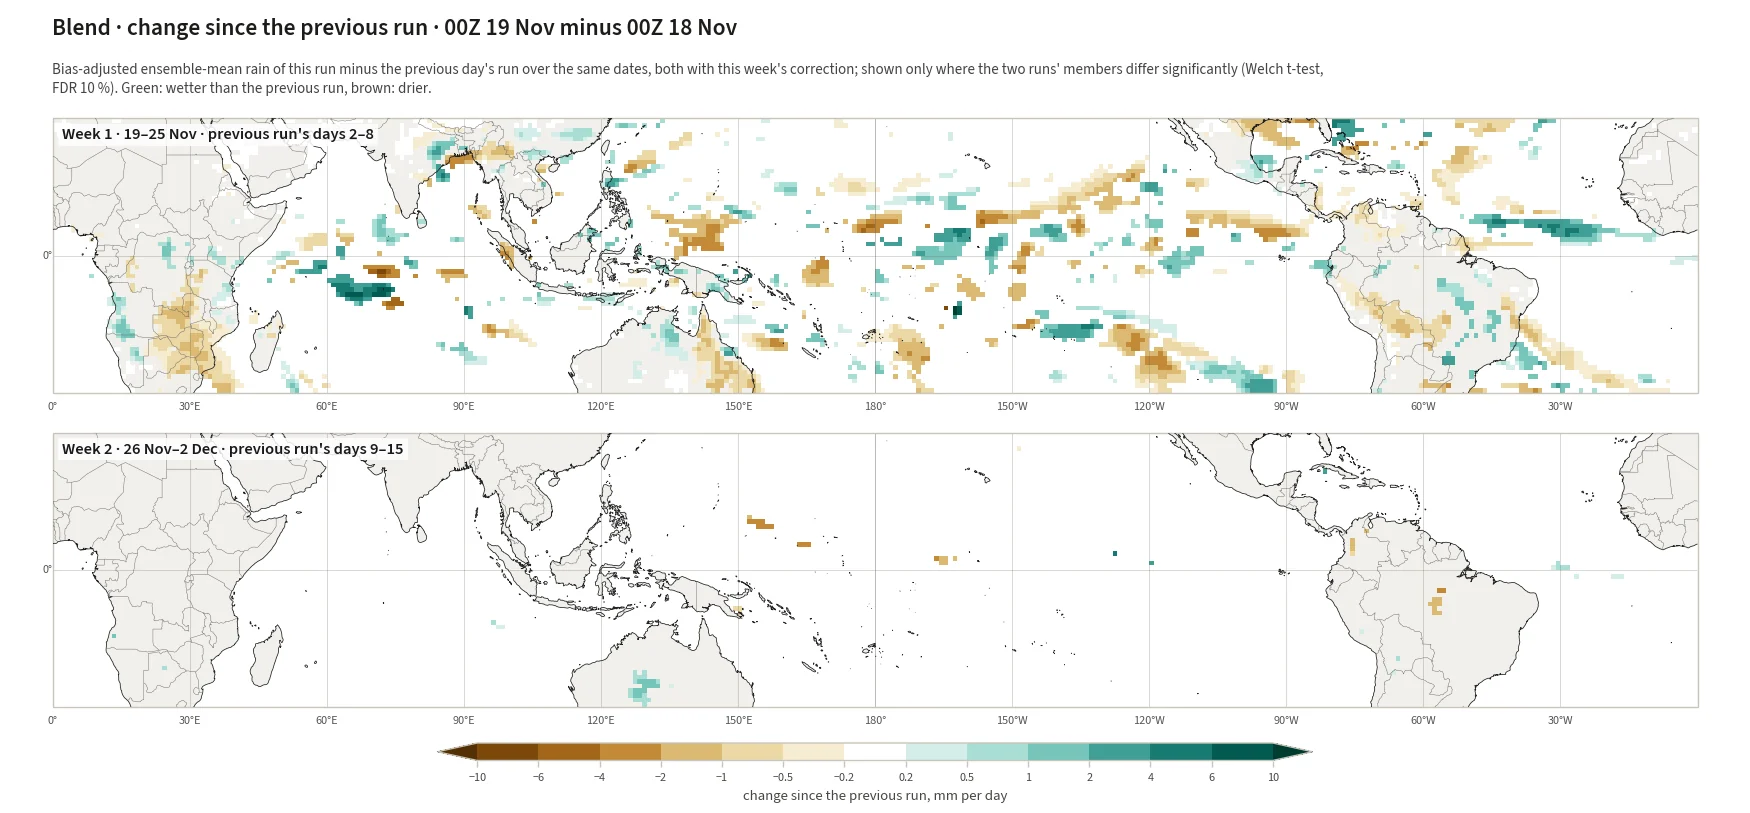 Blend · change since the previous run · 00Z 19 Nov minus 00Z 18 Nov
Bias-adjusted ensemble-mean rain of this run minus the previous day's run over the same dates, both with this week's correction; shown only where the two runs' members differ significantly (Welch t-test,
FDR 10 %). Green: wetter than the previous run, brown: drier.
Week 1 · 19–25 Nov · previous run's days 2–8
0°
0° 30°E 60°E 90°E 120°E 150°E 180° 150°W 120°W 90°W 60°W 30°W
Week 2 · 26 Nov–2 Dec · previous run's days 9–15
0°
0° 30°E 60°E 90°E 120°E 150°E 180° 150°W 120°W 90°W 60°W 30°W
−10 −6 −4 −2 −1 −0.5 −0.2 0.2 0.5 1 2 4 6 10
change since the previous run, mm per day